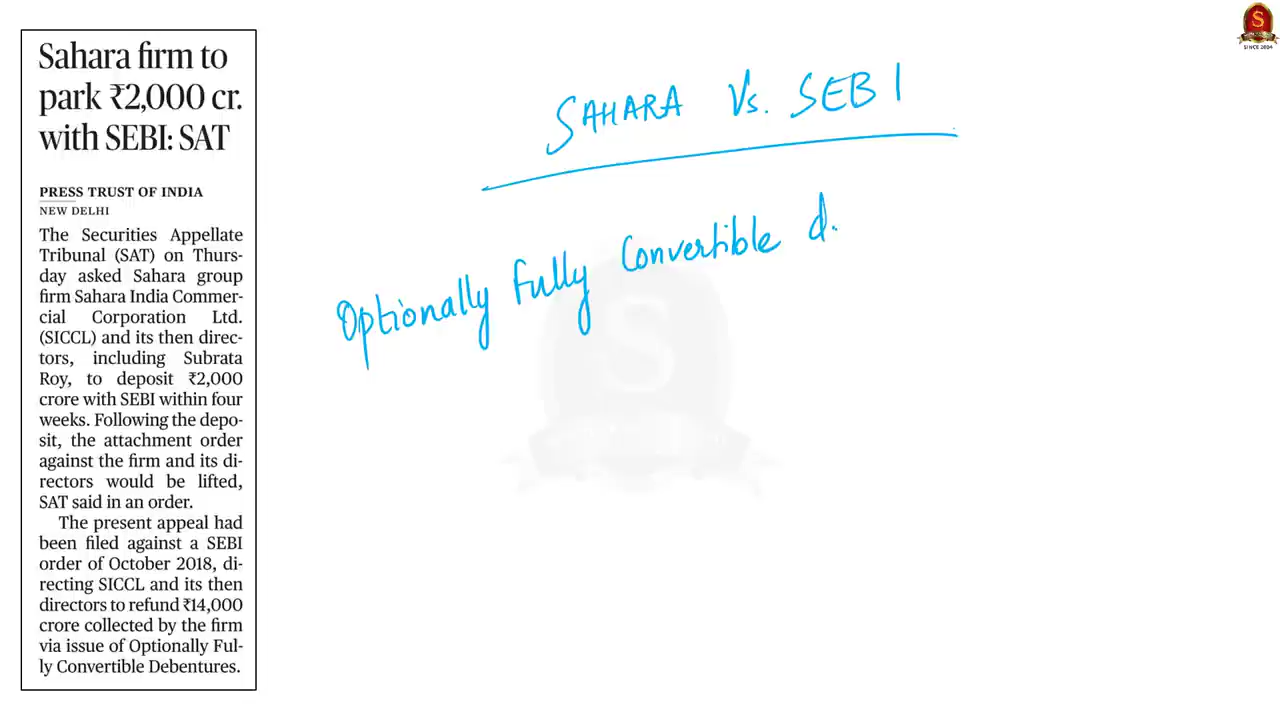 Sahara firm to
park ₹2,000 cr.
with SEBI: SAT
PRESS TRUST OF INDIA
NEW DELHI
The Securities Appellate
Tribunal (SAT) on Thurs-
day asked Sahara group
firm Sahara India Commer-
cial Corporation Ltd.
(SICCL) and its then direc-
tors, including Subrata
Roy, to deposit ₹2,000
crore with SEBI within four
weeks. Following the depo-
sit, the attachment order
against the firm and its di-
rectors would be lifted,
SAT said in an order.
The present appeal had
been filed against a SEBI
order of October 2018, di-
recting SICCL and its then
directors to refund ₹14,000
crore collected by the firm
via issue of Optionally Ful-
ly Convertible Debentures.
SAHARA Vs. SEBI
Optionally fully Convertible d.
S
SINCE 2004
S